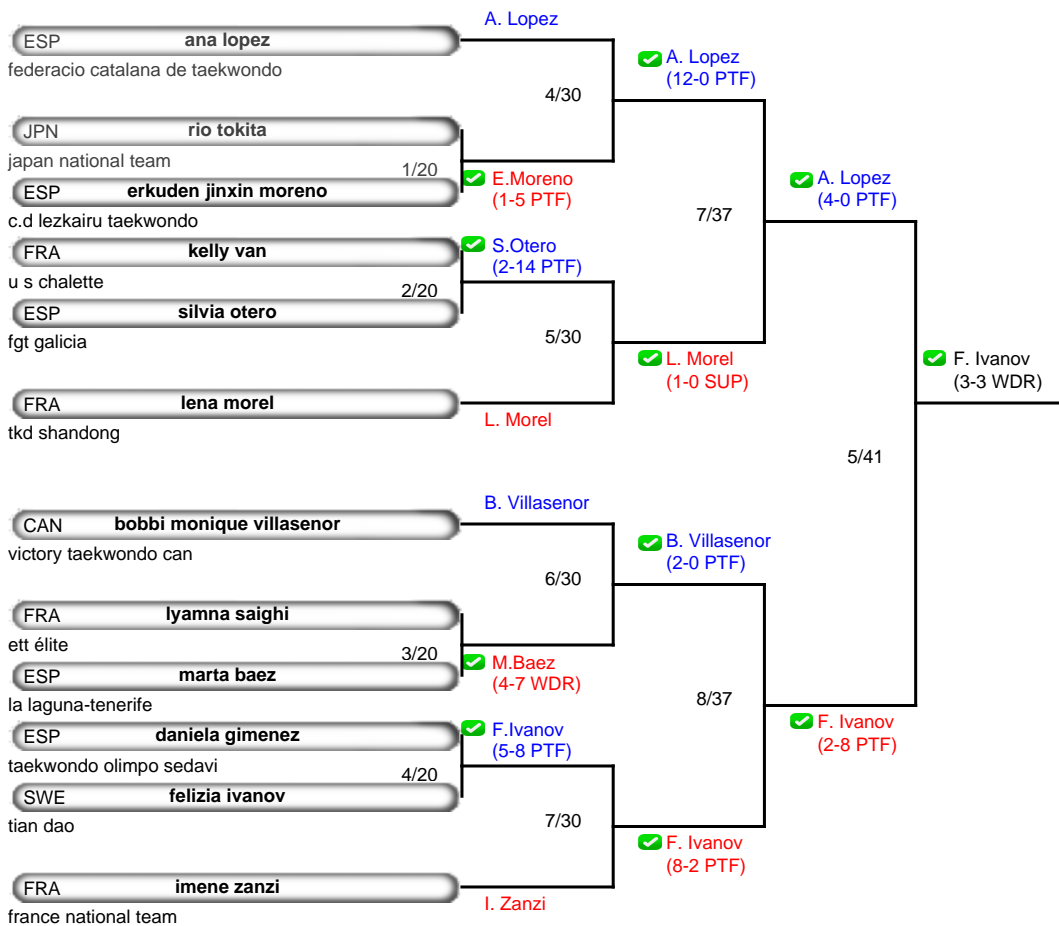 A. Lopez
ESP ana lopez
federacio catalana de taekwondo
A. Lopez
(12-0 PTF)
4/30
JPN rio tokita
japan national team
1/20
E.Moreno
(1-5 PTF)
ESP erkuden jinxin moreno
c.d lezkairu taekwondo
A. Lopez
(4-0 PTF)
7/37
FRA kelly van
u s chalette
S.Otero
(2-14 PTF)
2/20
ESP silvia otero
fgt galicia
5/30
L. Morel
(1-0 SUP)
F. Ivanov
(3-3 WDR)
FRA lena morel
tkd shandong
L. Morel
5/41
B. Villasenor
CAN bobbi monique villasenor
victory taekwondo can
B. Villasenor
(2-0 PTF)
6/30
FRA lyamna saighi
ett élite
3/20
M.Baez
(4-7 WDR)
ESP marta baez
la laguna-tenerife
8/37
ESP daniela gimenez
taekwondo olimpo sedavi
F.Ivanov
(5-8 PTF)
F. Ivanov
(2-8 PTF)
4/20
SWE felizia ivanov
tian dao
7/30
F. Ivanov
(8-2 PTF)
FRA imene zanzi
france national team
I. Zanzi